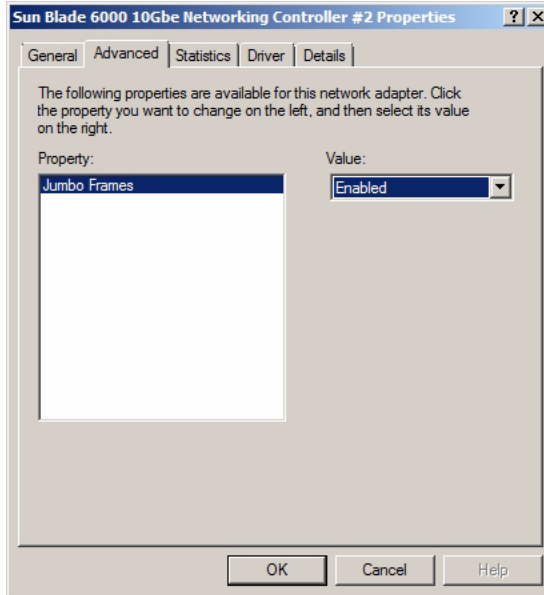 Sun Blade 6000 10Gbe Networking Controller #2 Properties
General Advanced Statistics Driver Details
The following properties are available for this network adapter. Click
the property you want to change on the left, and then select its value
on the right.
Property: Value:
Jumbo Frames Enabled
OK Cancel Help